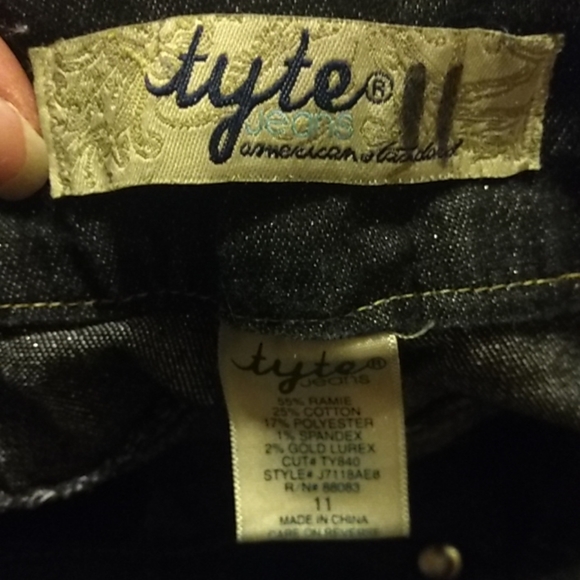 tyte® 11
Jeans
american standard
tyte®
Jeans
55% RAMIE
25% COTTON
17% POLYESTER
1% SPANDEX
2% GOLD LUREX
CUT# TY840
STYLE# J7118AE8
R/N# 88083
11
MADE IN CHINA
CARE ON REVERSE